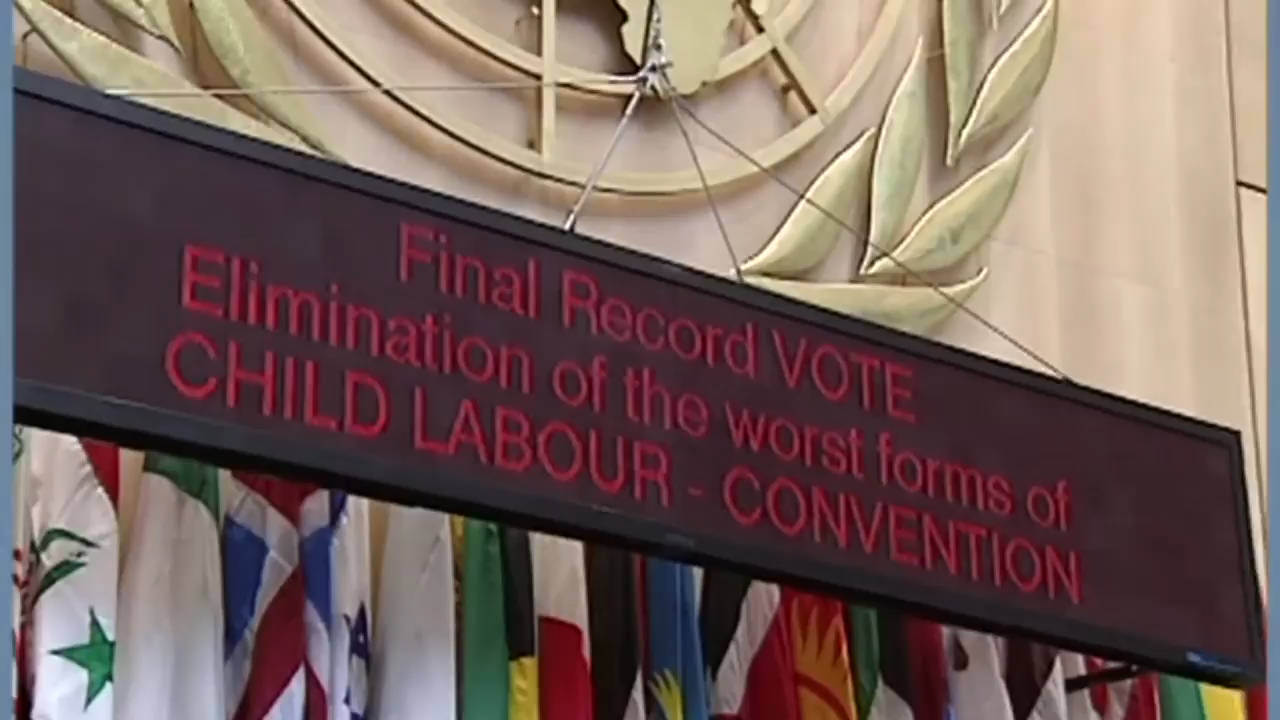 Final Record VOTE
Elimination of the worst forms of
CHILD LABOUR - CONVENTION